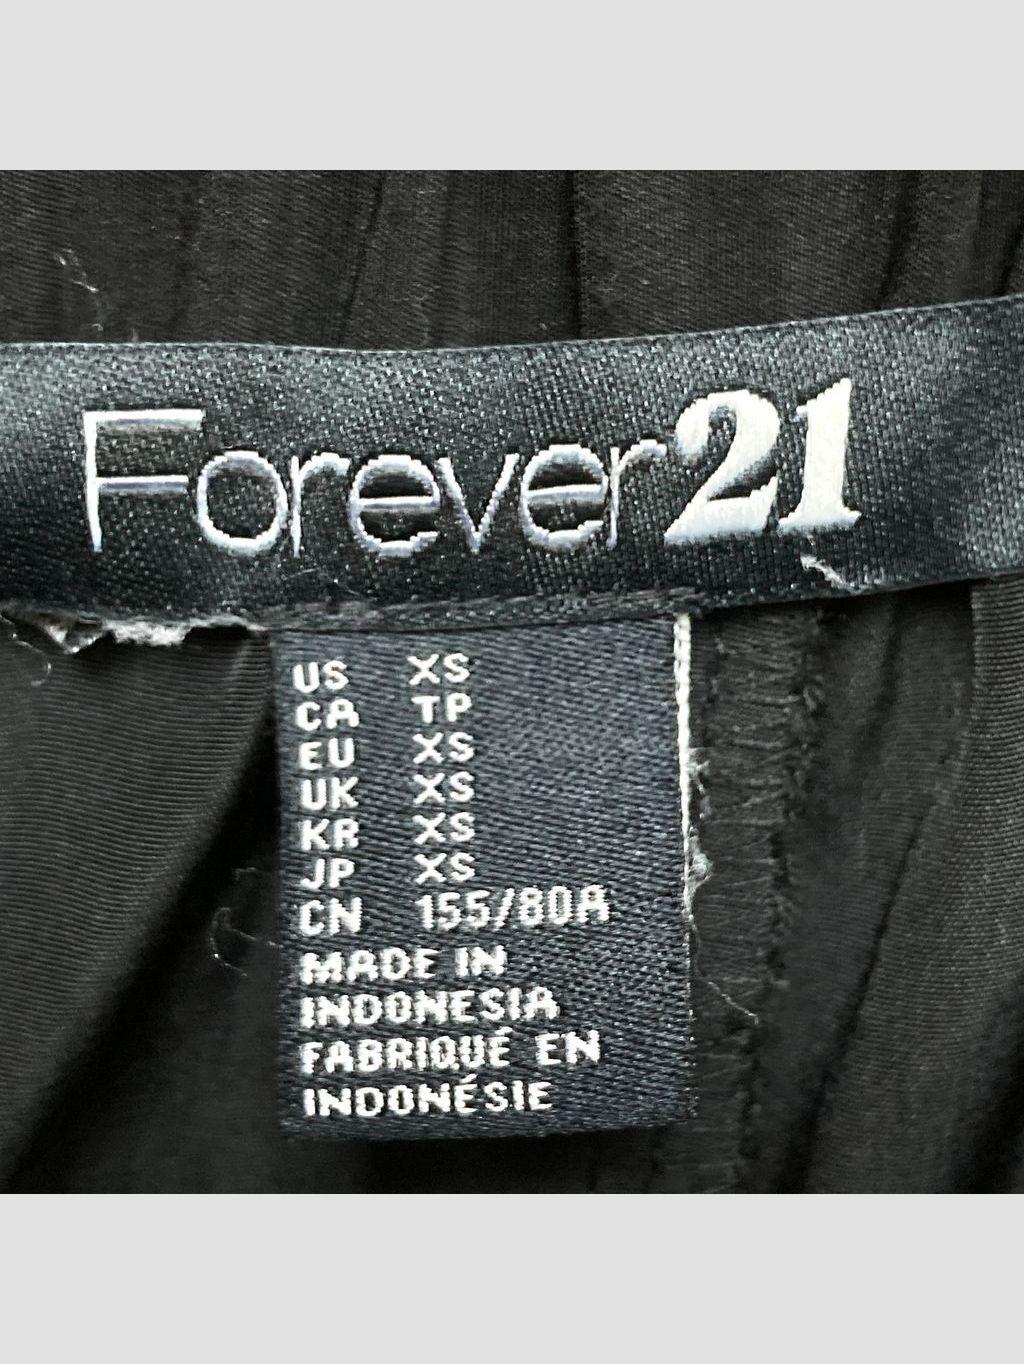 Forever21
US XS
CA TP
EU XS
UK XS
KR XS
JP XS
CN 155/80A
MADE IN
INDONESIA
FABRIQUÉ EN
INDONÉSIE